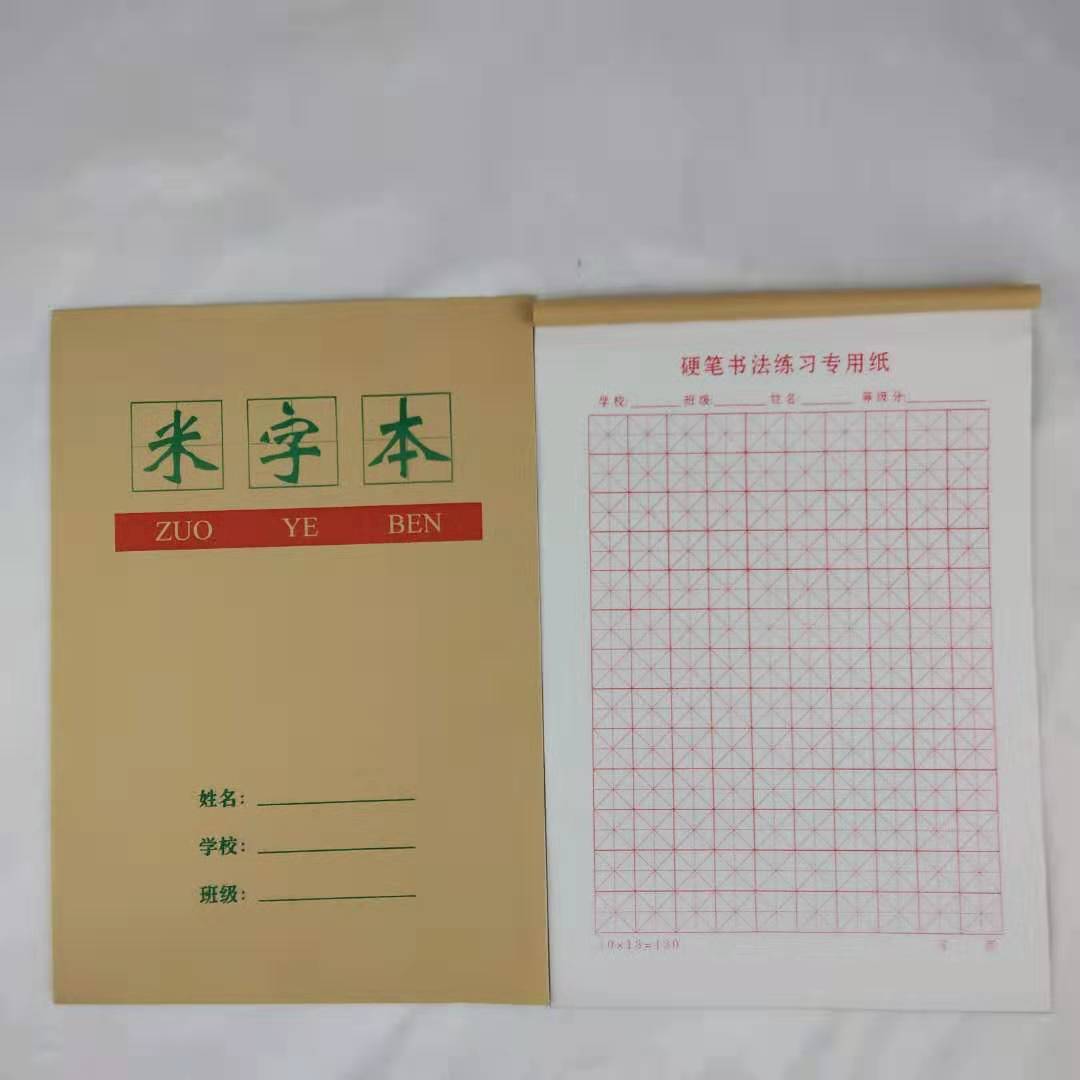 米字本
ZUO YE BEN
姓名:
学校:
班级:
硬笔书法练习专用纸
学校: 班级: 姓名: 等级分:
10×13=130